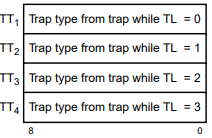 TT1 Trap type from trap while TL = 0
TT2 Trap type from trap while TL = 1
TT3 Trap type from trap while TL = 2
TT4 Trap type from trap while TL = 3
8 0